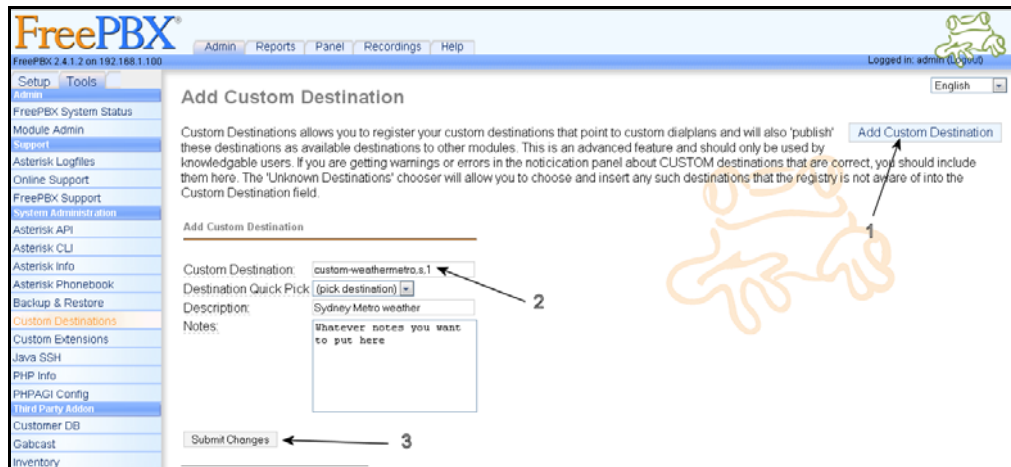 FreePBX®
Admin Reports Panel Recordings Help
FreePBX 2.4.1.2 on 192.168.1.100
Logged in: admin (Logout)
English
Setup Tools
Admin
FreePBX System Status
Module Admin
Support
Asterisk Logfiles
Online Support
FreePBX Support
System Administration
Asterisk API
Asterisk CLI
Asterisk Info
Asterisk Phonebook
Backup & Restore
Custom Destinations
Custom Extensions
Java SSH
PHP Info
PHPAGI Config
Third Party Addon
Customer DB
Gabcast
Inventory
Add Custom Destination
Custom Destinations allows you to register your custom destinations that point to custom dialplans and will also 'publish'
these destinations as available destinations to other modules. This is an advanced feature and should only be used by
knowledgable users. If you are getting warnings or errors in the noticication panel about CUSTOM destinations that are correct, you should include
them here. The 'Unknown Destinations' chooser will allow you to choose and insert any such destinations that the registry is not aware of into the
Custom Destination field.
Add Custom Destination
1
Add Custom Destination
Custom Destination: custom-weathermetro,s,1
2
Destination Quick Pick (pick destination)
Description: Sydney Metro weather
Notes: Whatever notes you want
to put here
Submit Changes
3